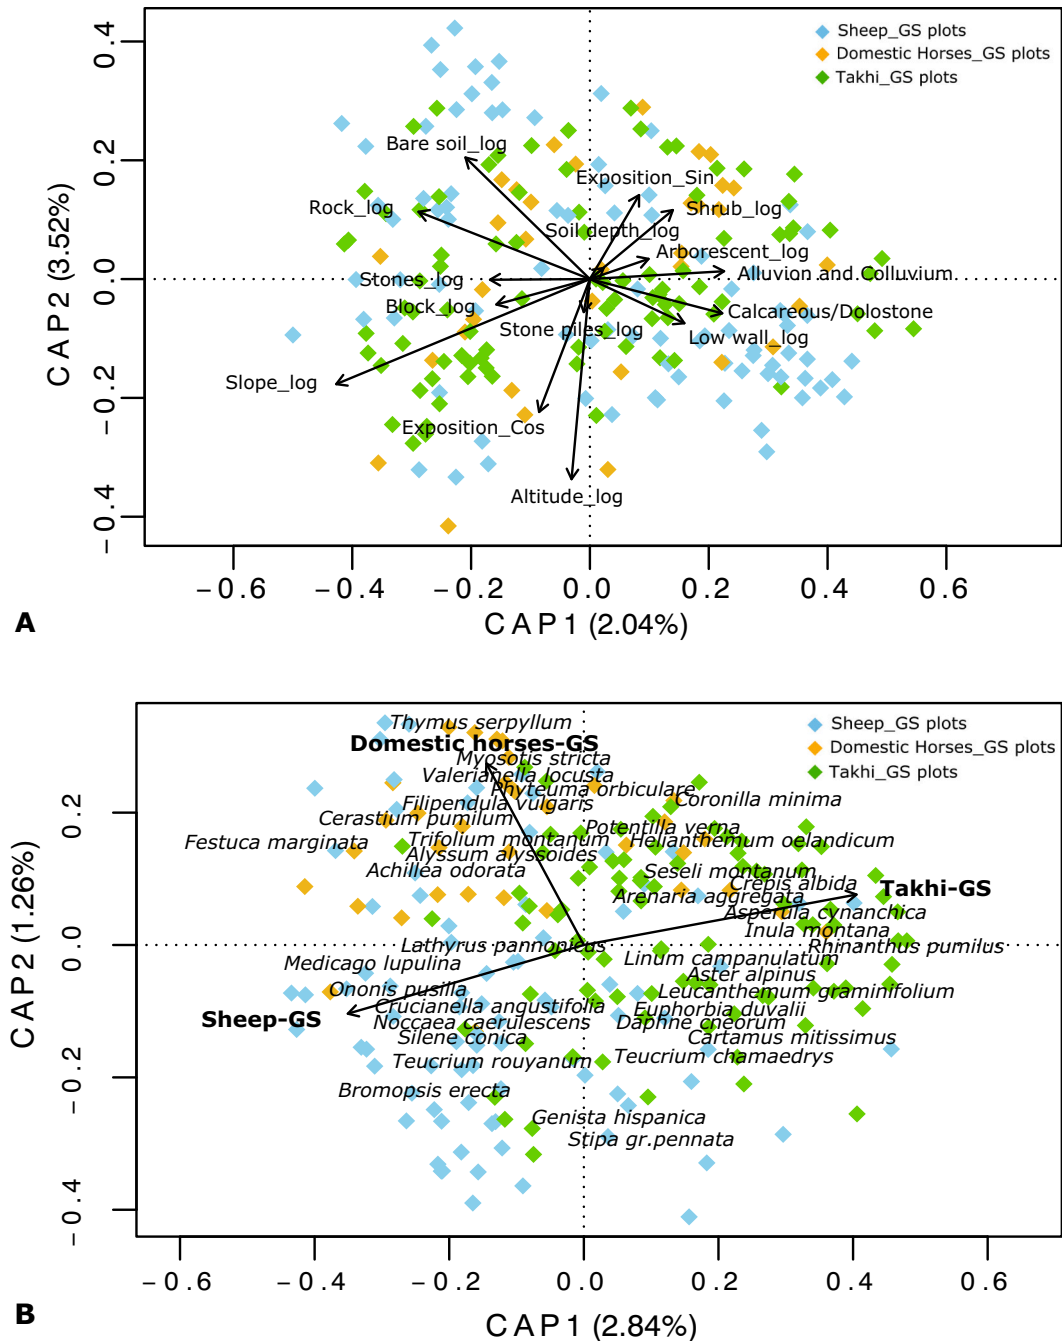 Sheep_GS plots
Domestic Horses_GS plots
Takhi_GS plots
Bare soil_log
Exposition_Sin
Rock_log
Shrub_log
Soil depth_log
Arborescent_log
Stones_log
Alluvion and Colluvium
Block_log
Calcareous/Dolostone
Stone piles_log
Low wall_log
Slope_log
Exposition_Cos
Altitude_log
0.4
0.2
0.0
−0.2
−0.4
CAP2 (3.52%)
−0.6 −0.4 −0.2 0.0 0.2 0.4 0.6
CAP1 (2.04%)
A
Sheep_GS plots
Domestic Horses_GS plots
Takhi_GS plots
Thymus serpyllum
Domestic horses-GS
Myosotis stricta
Valerianella locusta
Phyteuma orbiculare
Filipendula vulgaris
Coronilla minima
Cerastium pumilum
Potentilla verna
Festuca marginata
Trifolium montanum
Helianthemum oelandicum
Alyssum alyssoides
Achillea odorata
Seseli montanum
Crepis albida
Takhi-GS
Arenaria aggregata
Asperula cynanchica
Inula montana
Lathyrus pannonicus
Rhinanthus pumilus
Medicago lupulina
Linum campanulatum
Aster alpinus
Ononis pusilla
Leucanthemum graminifolium
Crucianella angustifolia
Euphorbia duvalii
Sheep-GS
Noccaea caerulescens
Daphne cneorum
Silene conica
Cartamus mitissimus
Teucrium rouyanum
Teucrium chamaedrys
Bromopsis erecta
Genista hispanica
Stipa gr.pennata
0.2
0.0
−0.2
−0.4
CAP2 (1.26%)
−0.6 −0.4 −0.2 0.0 0.2 0.4 0.6
CAP1 (2.84%)
B